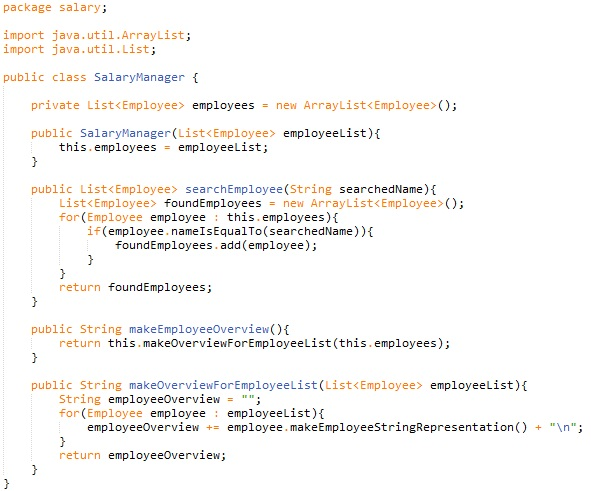 package salary;

import java.util.ArrayList;
import java.util.List;

public class SalaryManager {

    private List<Employee> employees = new ArrayList<Employee>();

    public SalaryManager(List<Employee> employeeList){
        this.employees = employeeList;
    }

    public List<Employee> searchEmployee(String searchedName){
        List<Employee> foundEmployees = new ArrayList<Employee>();
        for(Employee employee : this.employees){
            if(employee.nameIsEqualTo(searchedName)){
                foundEmployees.add(employee);
            }
        }
        return foundEmployees;
    }

    public String makeEmployeeOverview(){
        return this.makeOverviewForEmployeeList(this.employees);
    }

    public String makeOverviewForEmployeeList(List<Employee> employeeList){
        String employeeOverview = "";
        for(Employee employee : employeeList){
            employeeOverview += employee.makeEmployeeStringRepresentation() + "\n";
        }
        return employeeOverview;
    }
}